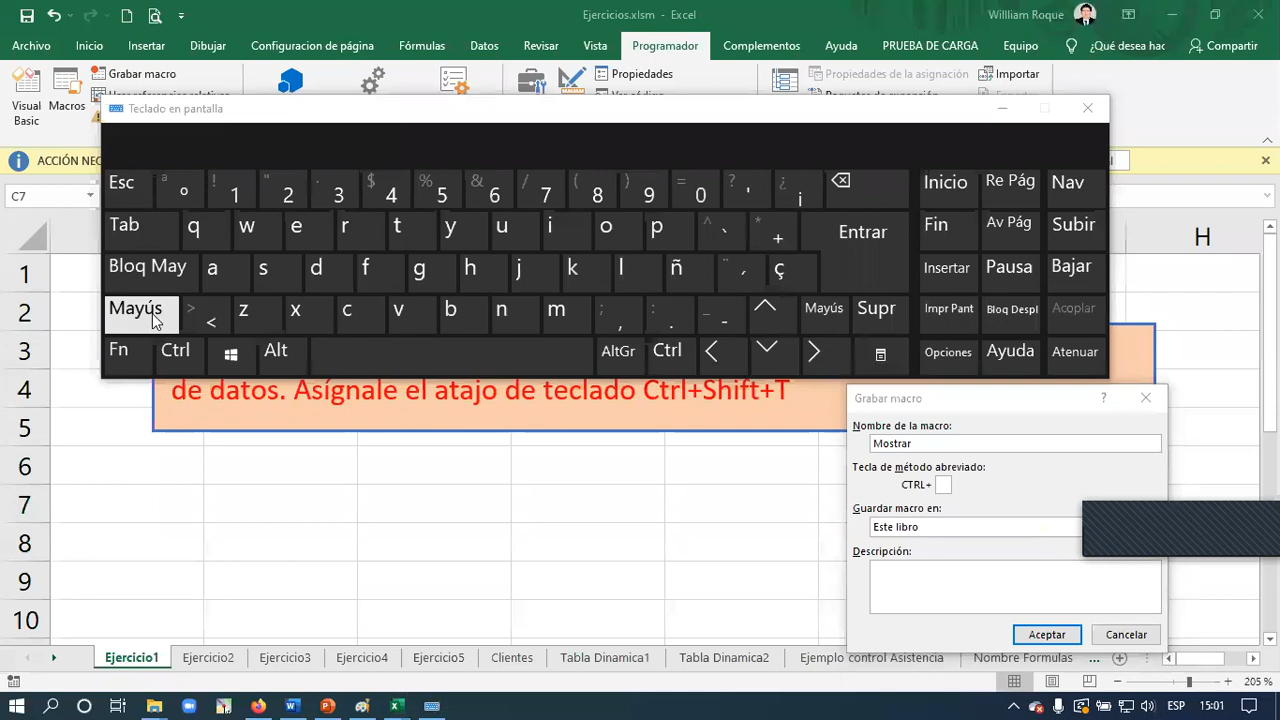 Ejercicios.xlsm - Excel
Willliam Roque
Archivo Inicio Insertar Dibujar Configuración de página Fórmulas Datos Revisar Vista Programador Complementos Ayuda PRUEBA DE CARGA Equipo ¿Qué desea hac Compartir
Grabar macro
Propiedades
Propiedades de la asignación
Importar
Visual Basic
Macros
ACCIÓN NEC
C7
Teclado en pantalla
Esc ª º ! 1 " 2 · 3 $ 4 % 5 & 6 / 7 ( 8 ) 9 = 0 ? ' ¿ ¡ Inicio Re Pág Nav
Tab q w e r t y u i o p ^ ` * + Entrar Fin Av Pág Subir
Bloq May a s d f g h j k l ñ ¨ ´ ç Insertar Pausa Bajar
Mayús > < z x c v b n m ; , : . _ - Mayús Supr Impr Pant Bloq Despl Acoplar
Fn Ctrl Alt AltGr Ctrl Opciones Ayuda Atenuar
H
1
2
3
4
5
6
7
8
9
10
de datos. Asígnale el atajo de teclado Ctrl+Shift+T
Grabar macro
Nombre de la macro:
Mostrar
Tecla de método abreviado:
CTRL+
Guardar macro en:
Este libro
Descripción:
Aceptar Cancelar
Ejercicio1 Ejercicio2 Ejercicio3 Ejercicio4 Ejercicio5 Clientes Tabla Dinamica1 Tabla Dinamica2 Ejemplo control Asistencia Nombre Formulas ...
205 %
ESP 15:01